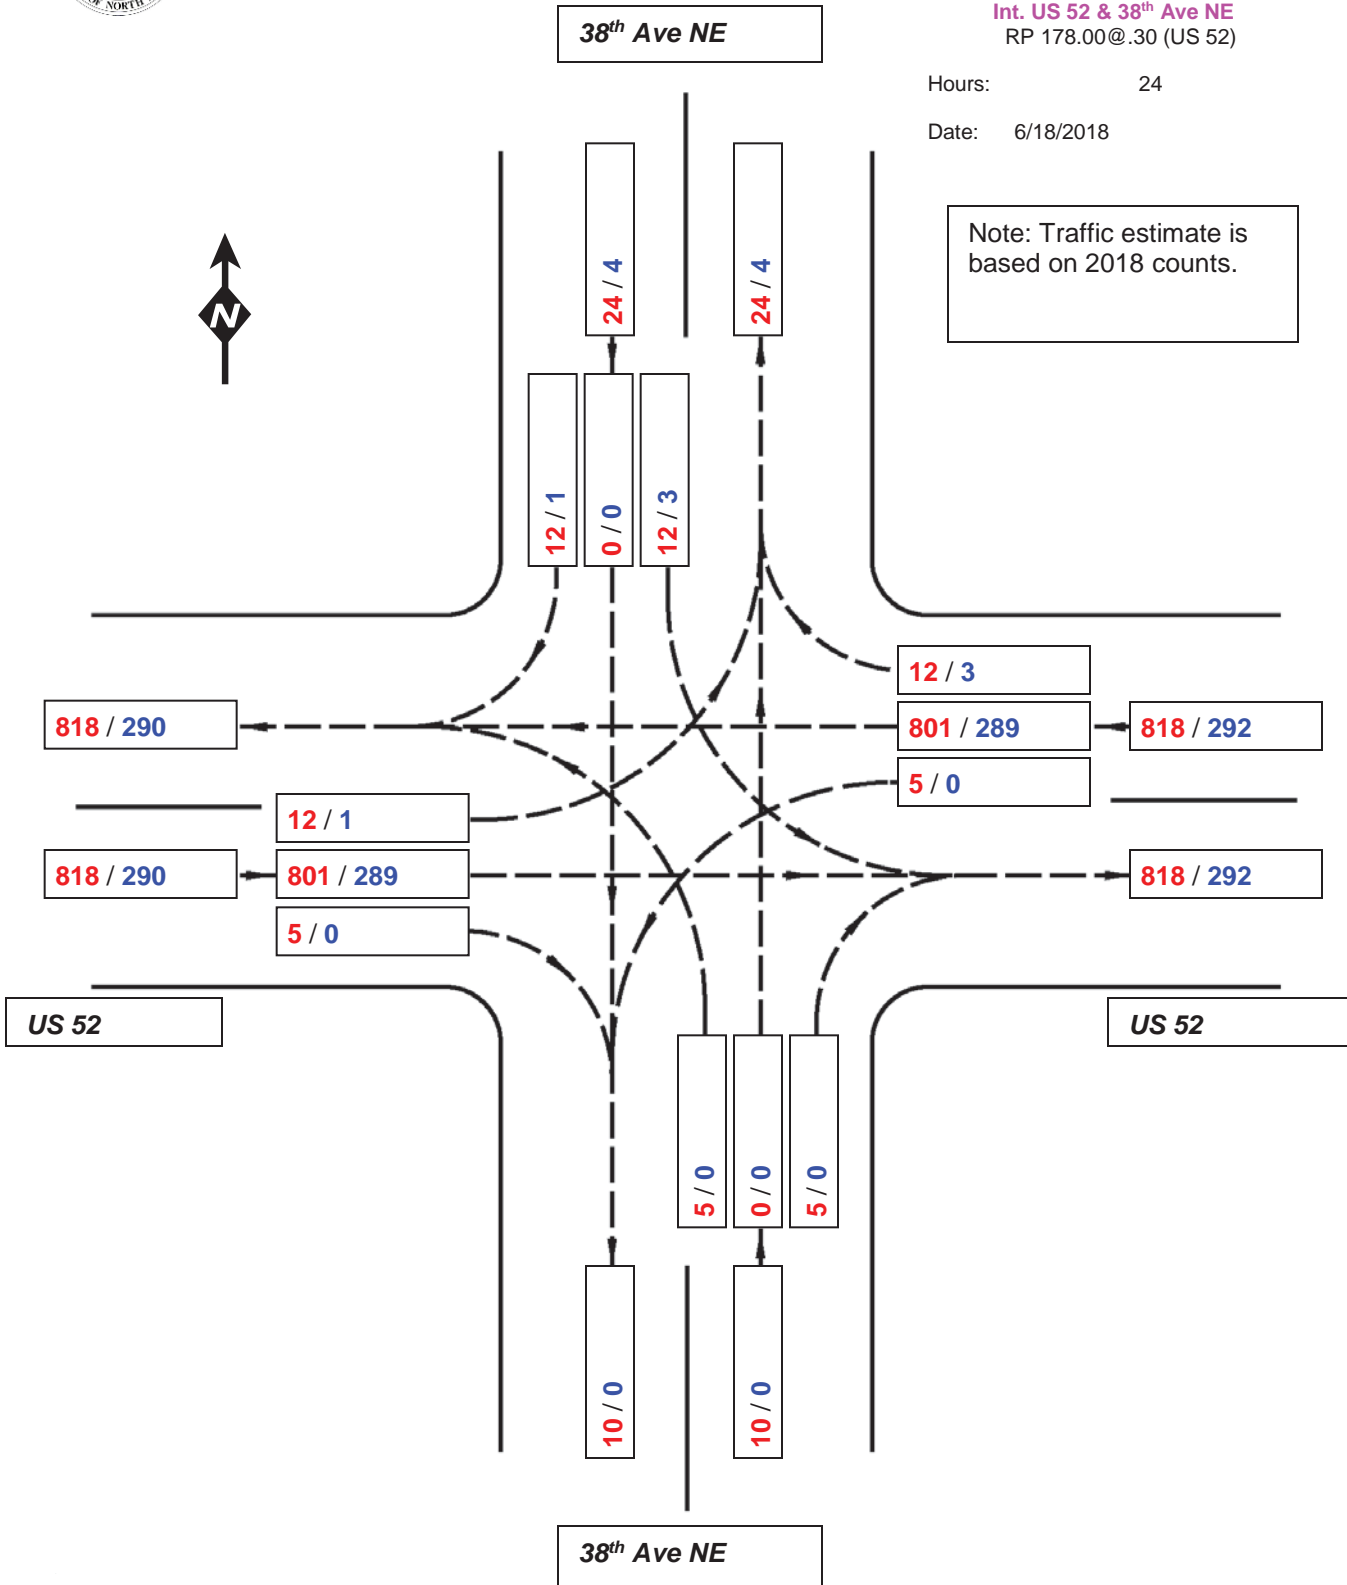 OF NORTH
38th Ave NE
Int. US 52 & 38th Ave NE
RP 178.00@.30 (US 52)
Hours: 24
Date: 6/18/2018
Note: Traffic estimate is
based on 2018 counts.
24 / 4
24 / 4
N
12 / 1
0 / 0
12 / 3
12 / 3
818 / 290
801 / 289
818 / 292
5 / 0
12 / 1
818 / 290
801 / 289
818 / 292
5 / 0
US 52
US 52
5 / 0
0 / 0
5 / 0
10 / 0
10 / 0
38th Ave NE